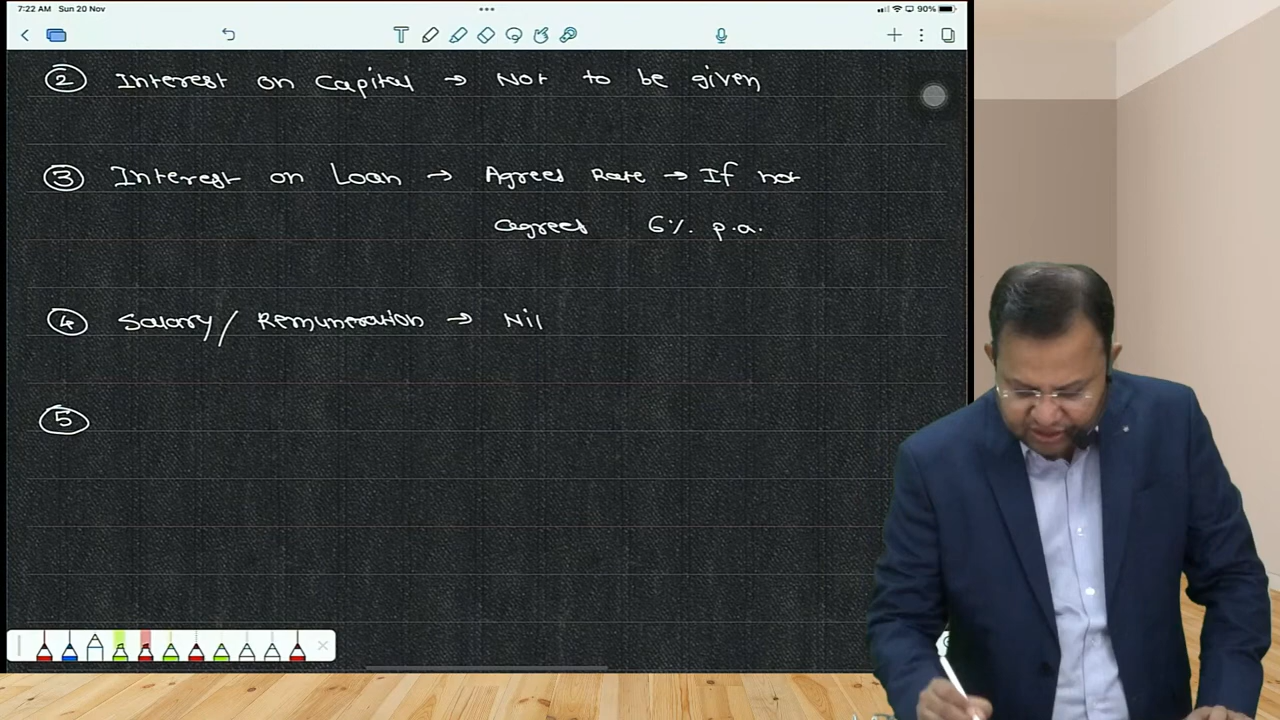 7:22 AM Sun 20 Nov
90%
② Interest on Capital → Not to be given
③ Interest on Loan → Agreed Rate → If not
agreed 6% p.a.
④ Salary/Remuneration → Nil
⑤